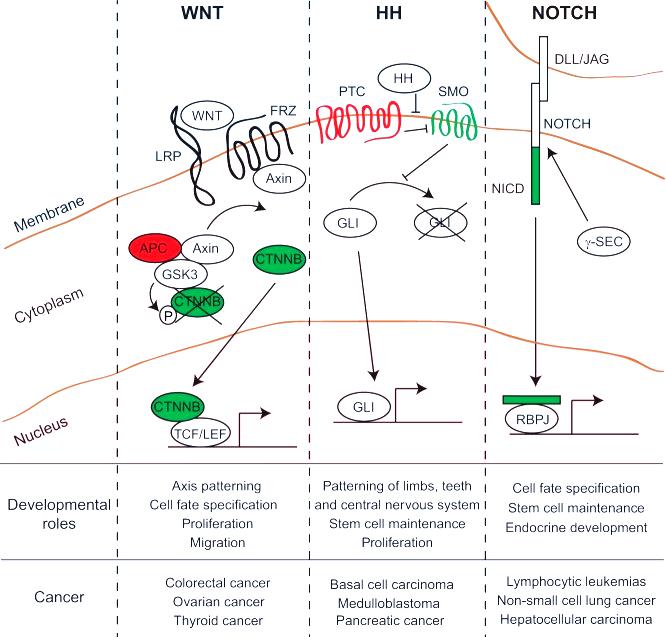 WNT
HH
NOTCH
DLL/JAG
HH
PTC
SMO
WNT
FRZ
NOTCH
LRP
Axin
NICD
Membrane
GLI
GLI
γ-SEC
APC
Axin
GSK3
CTNNB
CTNNB
P
Cytoplasm
CTNNB
TCF/LEF
GLI
RBPJ
Nucleus
Developmental
roles
Axis patterning
Cell fate specification
Proliferation
Migration
Patterning of limbs, teeth
and central nervous system
Stem cell maintenance
Proliferation
Cell fate specification
Stem cell maintenance
Endocrine development
Cancer
Colorectal cancer
Ovarian cancer
Thyroid cancer
Basal cell carcinoma
Medulloblastoma
Pancreatic cancer
Lymphocytic leukemias
Non-small cell lung cancer
Hepatocellular carcinoma